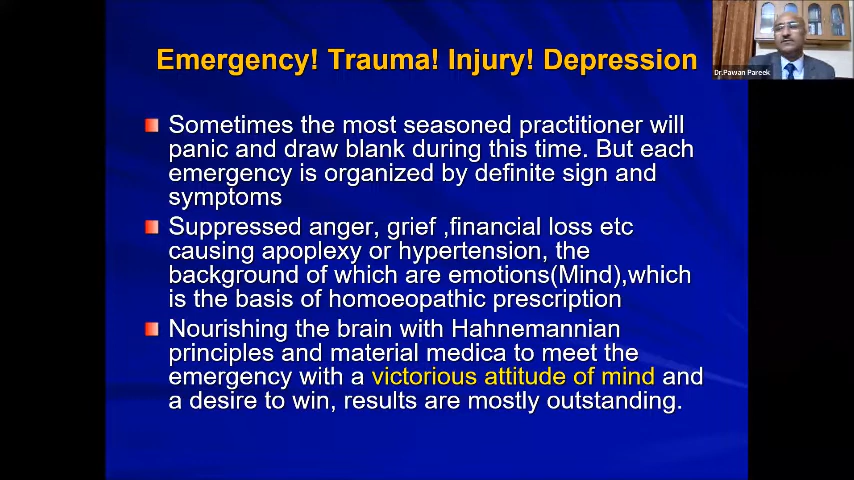 Emergency! Trauma! Injury! Depression
Dr.Pawan Pareek
Sometimes the most seasoned practitioner will
panic and draw blank during this time. But each
emergency is organized by definite sign and
symptoms
Suppressed anger, grief ,financial loss etc
causing apoplexy or hypertension, the
background of which are emotions(Mind),which
is the basis of homoeopathic prescription
Nourishing the brain with Hahnemannian
principles and material medica to meet the
emergency with a victorious attitude of mind and
a desire to win, results are mostly outstanding.